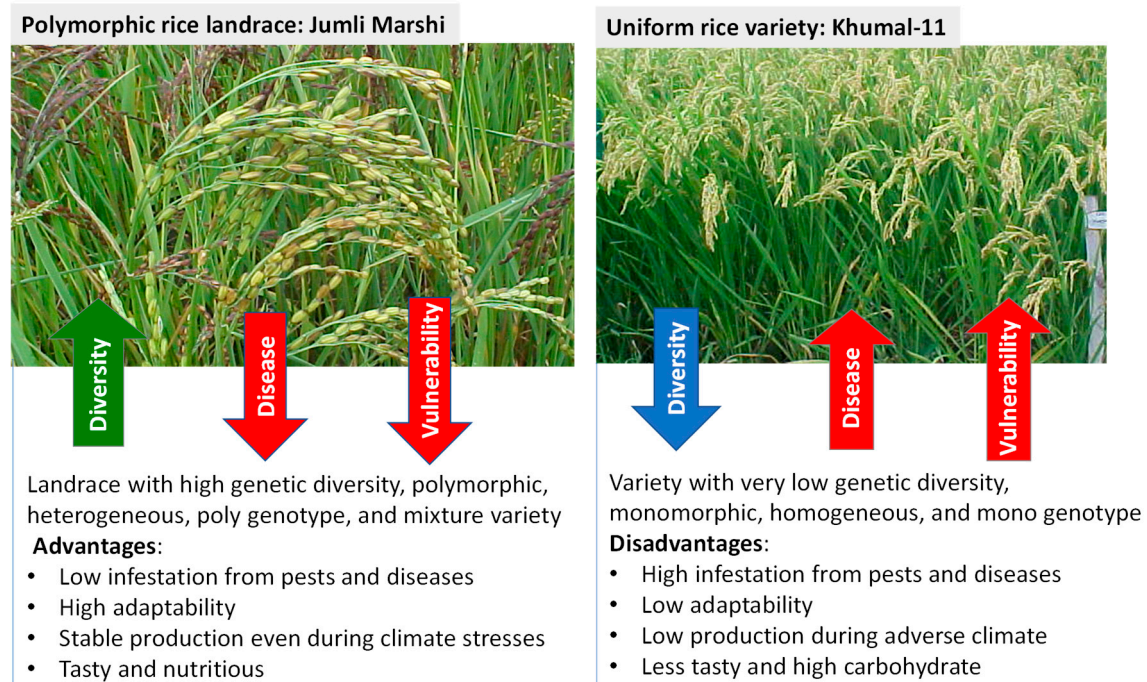 Polymorphic rice landrace: Jumli Marshi
Diversity
Disease
Vulnerability
Landrace with high genetic diversity, polymorphic,
heterogeneous, poly genotype, and mixture variety
Advantages:
• Low infestation from pests and diseases
• High adaptability
• Stable production even during climate stresses
• Tasty and nutritious
Uniform rice variety: Khumal-11
Diversity
Disease
Vulnerability
Variety with very low genetic diversity,
monomorphic, homogeneous, and mono genotype
Disadvantages:
• High infestation from pests and diseases
• Low adaptability
• Low production during adverse climate
• Less tasty and high carbohydrate